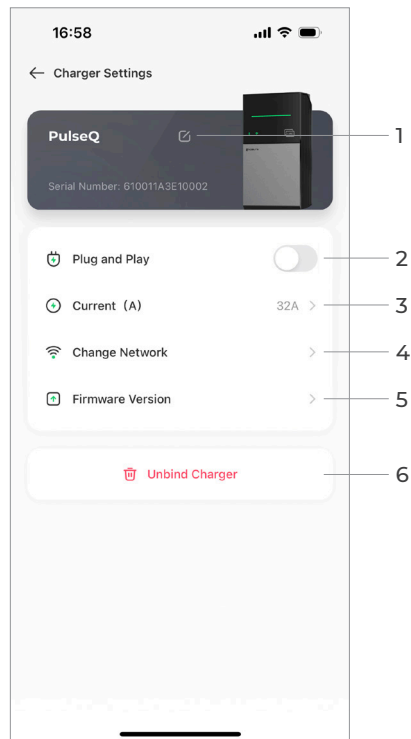 16:58
Charger Settings
PulseQ
1
Serial Number: 610011A3E10002
Plug and Play
2
Current（A）
32A
3
Change Network
4
Firmware Version
5
Unbind Charger
6